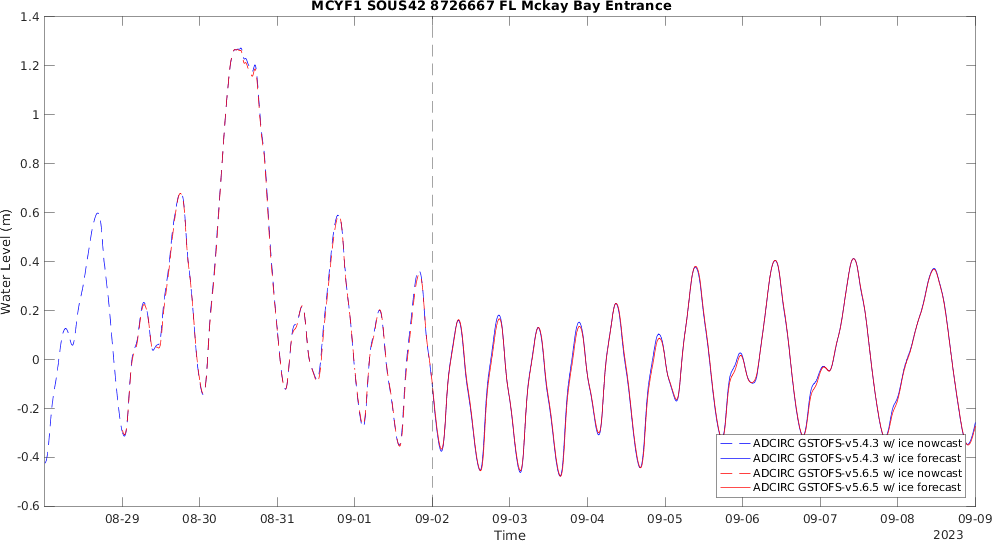 MCYF1 SOUS42 8726667 FL Mckay Bay Entrance
1.4
1.2
1
0.8
0.6
0.4
0.2
0
-0.2
-0.4
-0.6
Water Level (m)
ADCIRC GSTOFS-v5.4.3 w/ ice nowcast
ADCIRC GSTOFS-v5.4.3 w/ ice forecast
ADCIRC GSTOFS-v5.6.5 w/ ice nowcast
ADCIRC GSTOFS-v5.6.5 w/ ice forecast
08-29 08-30 08-31 09-01 09-02 09-03 09-04 09-05 09-06 09-07 09-08 09-09
Time
2023